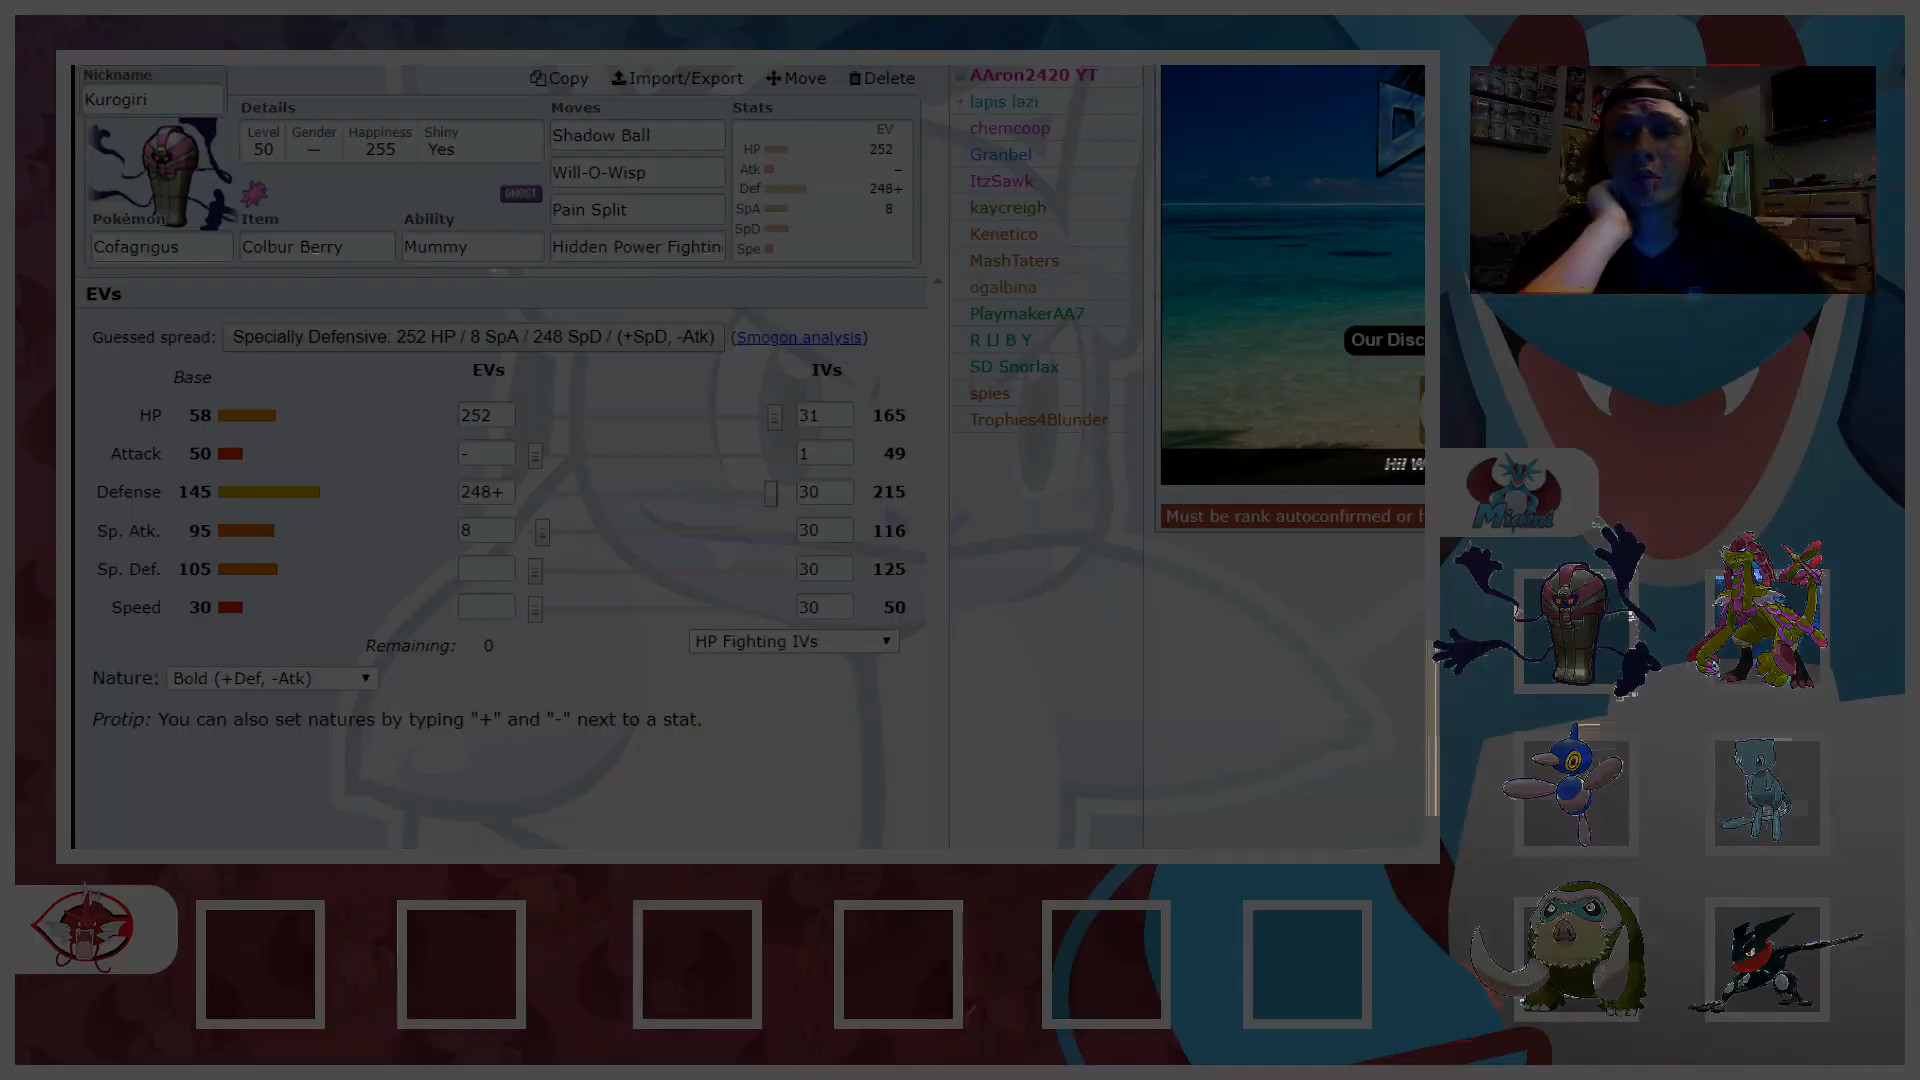 Nickname
Kurogiri
Copy
Import/Export
Move
Delete
Details
Level
50
Gender
—
Happiness
255
Shiny
Yes
GHOST
Pokémon
Cofagrigus
Item
Colbur Berry
Ability
Mummy
Moves
Shadow Ball
Will-O-Wisp
Pain Split
Hidden Power Fightin
Stats
EV
HP 252
Atk –
Def 248+
SpA 8
SpD
Spe
EVs
Guessed spread: Specially Defensive: 252 HP / 8 SpA / 248 SpD / (+SpD, -Atk) (Smogon analysis)
Base EVs IVs
HP 58 252 31 165
Attack 50 - 1 49
Defense 145 248+ 30 215
Sp. Atk. 95 8 30 116
Sp. Def. 105 30 125
Speed 30 30 50
Remaining: 0
HP Fighting IVs
Nature: Bold (+Def, -Atk)
Protip: You can also set natures by typing "+" and "-" next to a stat.
AAron2420 YT
+ lapis lazi
chemcoop
Granbel
ItzSawk
kaycreigh
Kenetico
MashTaters
ogalbina
PlaymakerAA7
R LI B Y
SD Snorlax
spies
Trophies4Blunder
Our Disc
Must be rank autoconfirmed or h
Miami